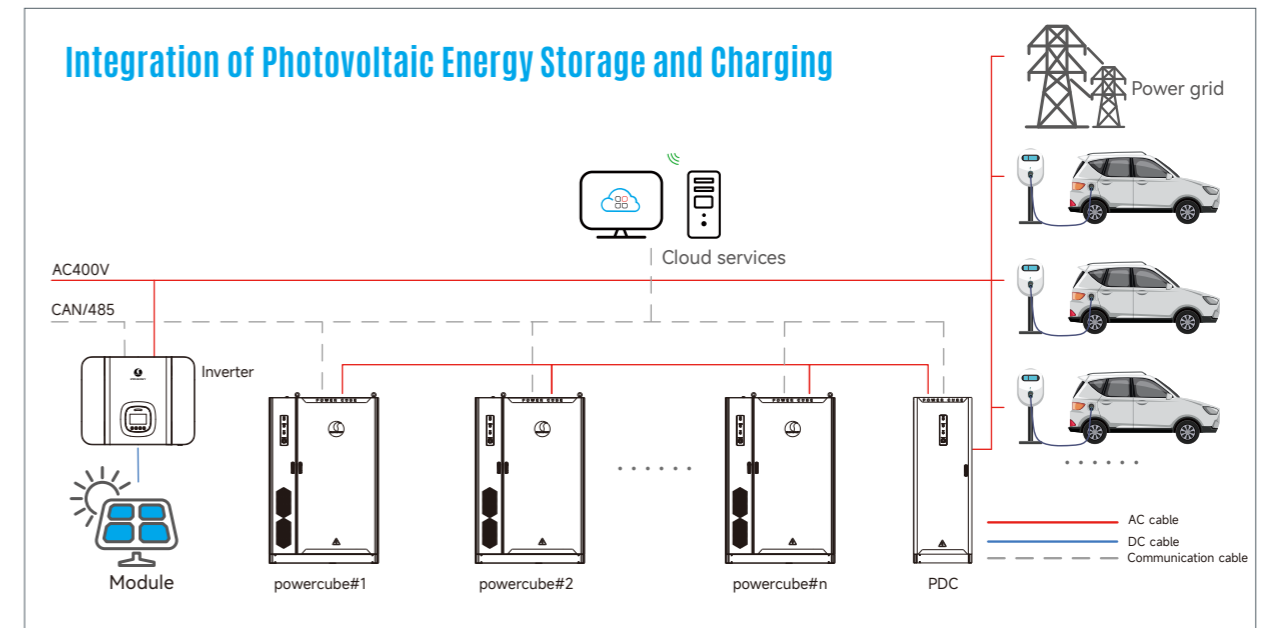 Integration of Photovoltaic Energy Storage and Charging
Power grid
Cloud services
AC400V
CAN/485
Inverter
POWER CUBE
POWER CUBE
POWER CUBE
POWER CUBE
Module
powercube#1
powercube#2
powercube#n
PDC
AC cable
DC cable
Communication cable